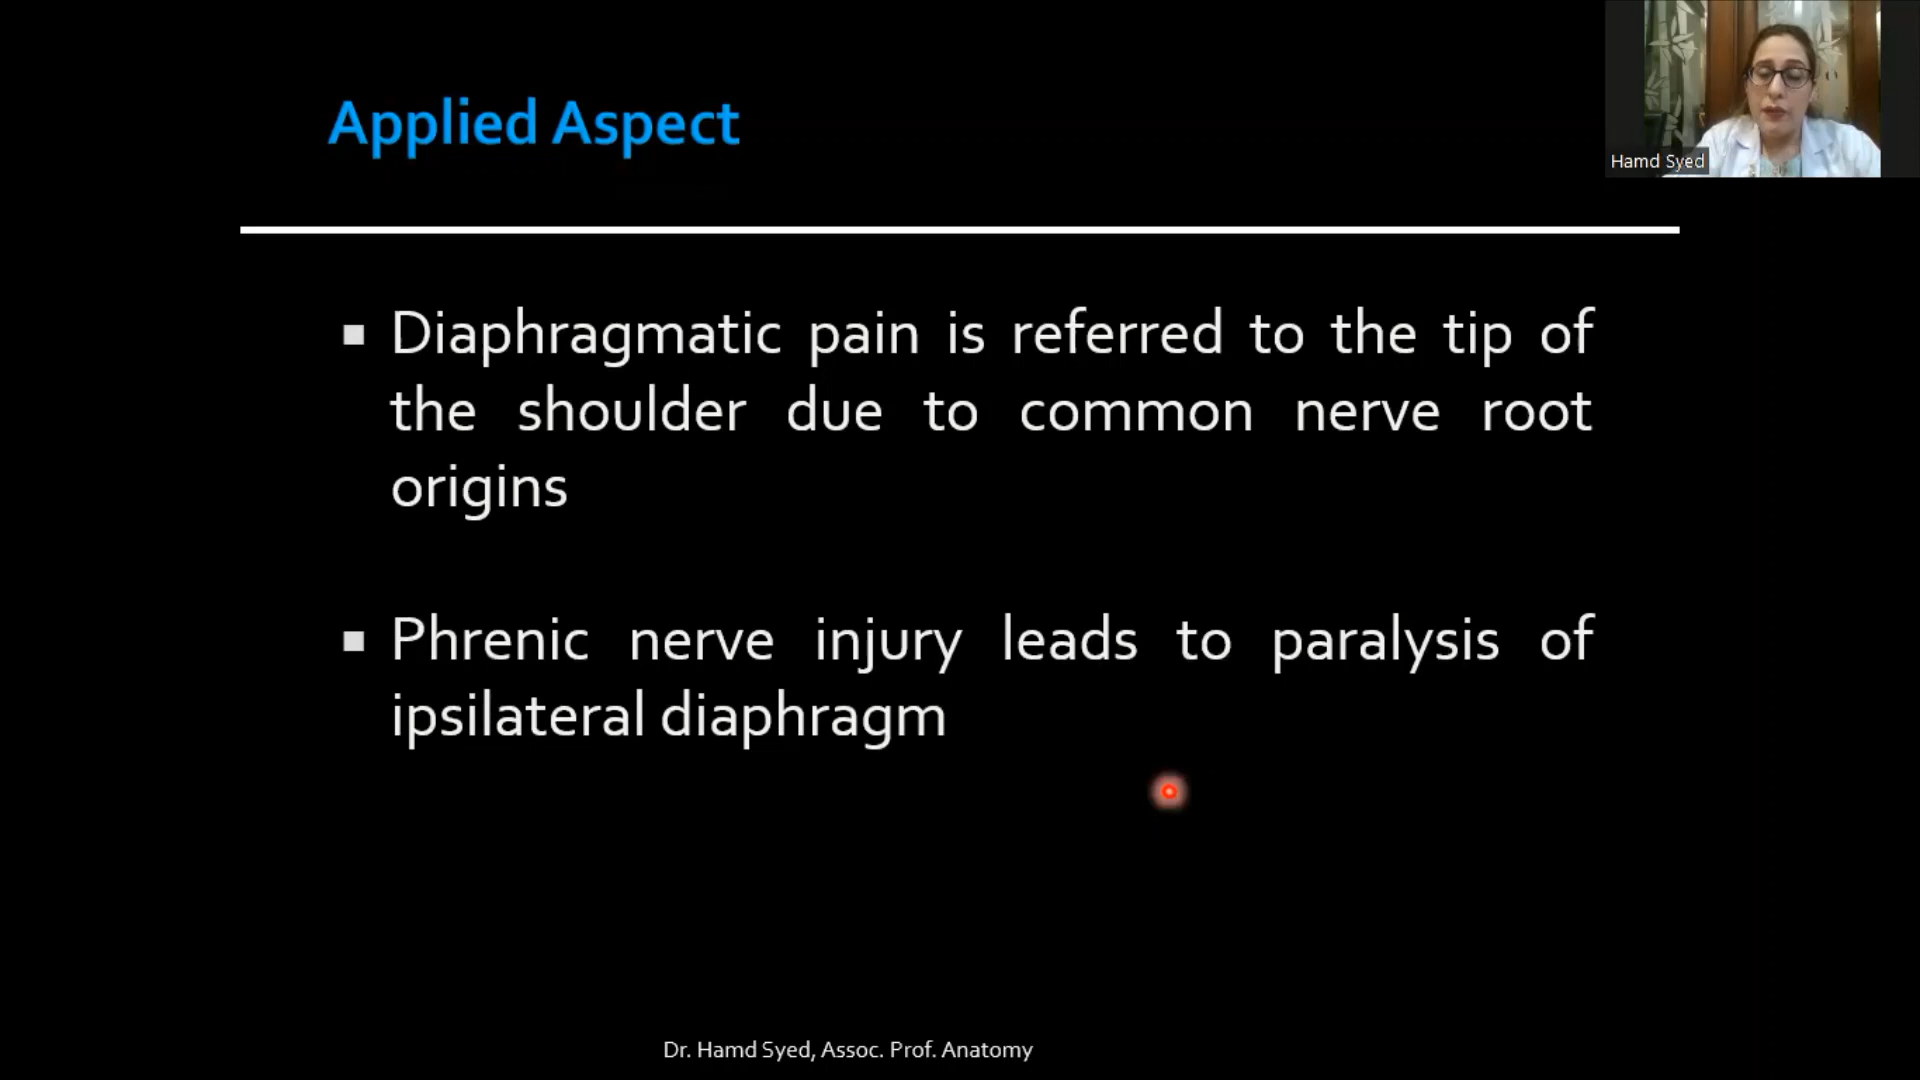 Applied Aspect
Hamd Syed
Diaphragmatic pain is referred to the tip of
the shoulder due to common nerve root
origins
Phrenic nerve injury leads to paralysis of
ipsilateral diaphragm
Dr. Hamd Syed, Assoc. Prof. Anatomy